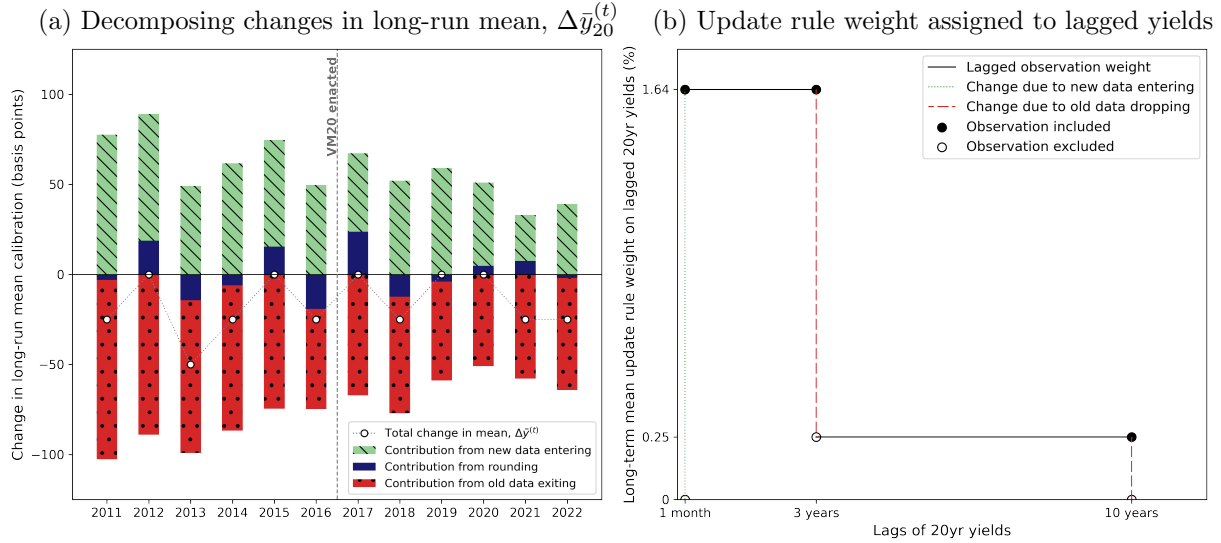 (a) Decomposing changes in long-run mean, Δȳ₂₀⁽ᵗ⁾
Change in long-run mean calibration (basis points)
100
50
0
−50
−100
VM20 enacted
Total change in mean, Δȳ⁽ᵗ⁾
Contribution from new data entering
Contribution from rounding
Contribution from old data exiting
2011 2012 2013 2014 2015 2016 2017 2018 2019 2020 2021 2022
(b) Update rule weight assigned to lagged yields
Long-term mean update rule weight on lagged 20yr yields (%)
1.64
0.25
0
Lagged observation weight
Change due to new data entering
Change due to old data dropping
Observation included
Observation excluded
1 month 3 years 10 years
Lags of 20yr yields